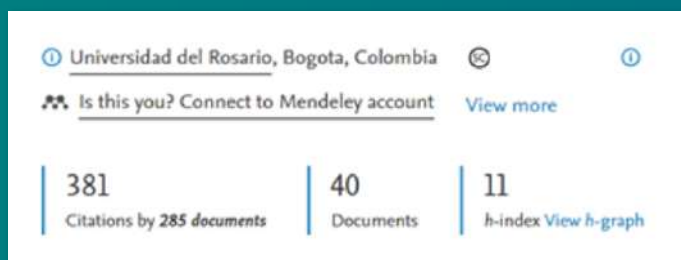 Universidad del Rosario, Bogota, Colombia SC
Is this you? Connect to Mendeley account View more
381 40 11
Citations by 285 documents Documents h-index View h-graph